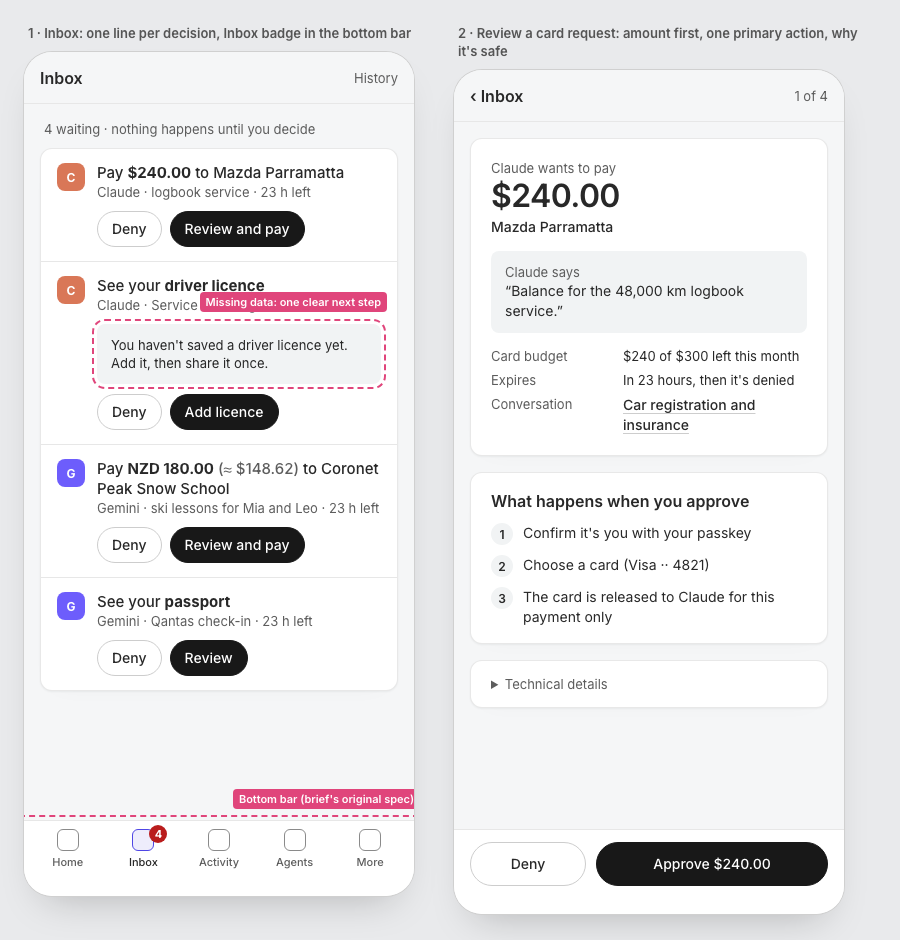 1 · Inbox: one line per decision, Inbox badge in the bottom bar
Inbox
History
4 waiting · nothing happens until you decide
C
Pay $240.00 to Mazda Parramatta
Claude · logbook service · 23 h left
Deny
Review and pay
C
See your driver licence
Claude · Service
Missing data: one clear next step
You haven't saved a driver licence yet.
Add it, then share it once.
Deny
Add licence
G
Pay NZD 180.00 (≈ $148.62) to Coronet
Peak Snow School
Gemini · ski lessons for Mia and Leo · 23 h left
Deny
Review and pay
G
See your passport
Gemini · Qantas check-in · 23 h left
Deny
Review
Bottom bar (brief's original spec)
4
Home
Inbox
Activity
Agents
More
2 · Review a card request: amount first, one primary action, why
it's safe
‹ Inbox
1 of 4
Claude wants to pay
$240.00
Mazda Parramatta
Claude says
“Balance for the 48,000 km logbook
service.”
Card budget
$240 of $300 left this month
Expires
In 23 hours, then it's denied
Conversation
Car registration and
insurance
What happens when you approve
1 Confirm it's you with your passkey
2 Choose a card (Visa ·· 4821)
3 The card is released to Claude for this
payment only
▶ Technical details
Deny
Approve $240.00